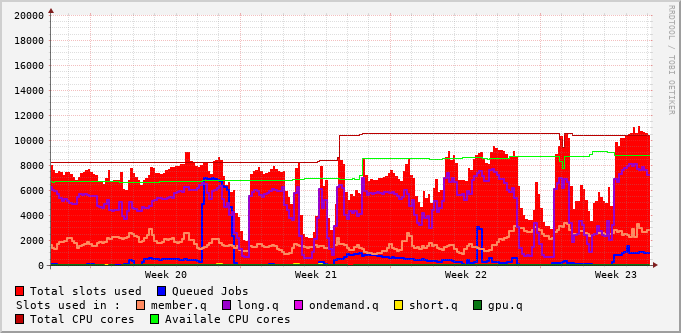 RRDTOOL / TOBI OETIKER
20000
18000
16000
14000
12000
10000
8000
6000
4000
2000
0
Week 20 Week 21 Week 22 Week 23
Total slots used Queued Jobs
Slots used in : member.q long.q ondemand.q short.q gpu.q
Total CPU cores Availale CPU cores